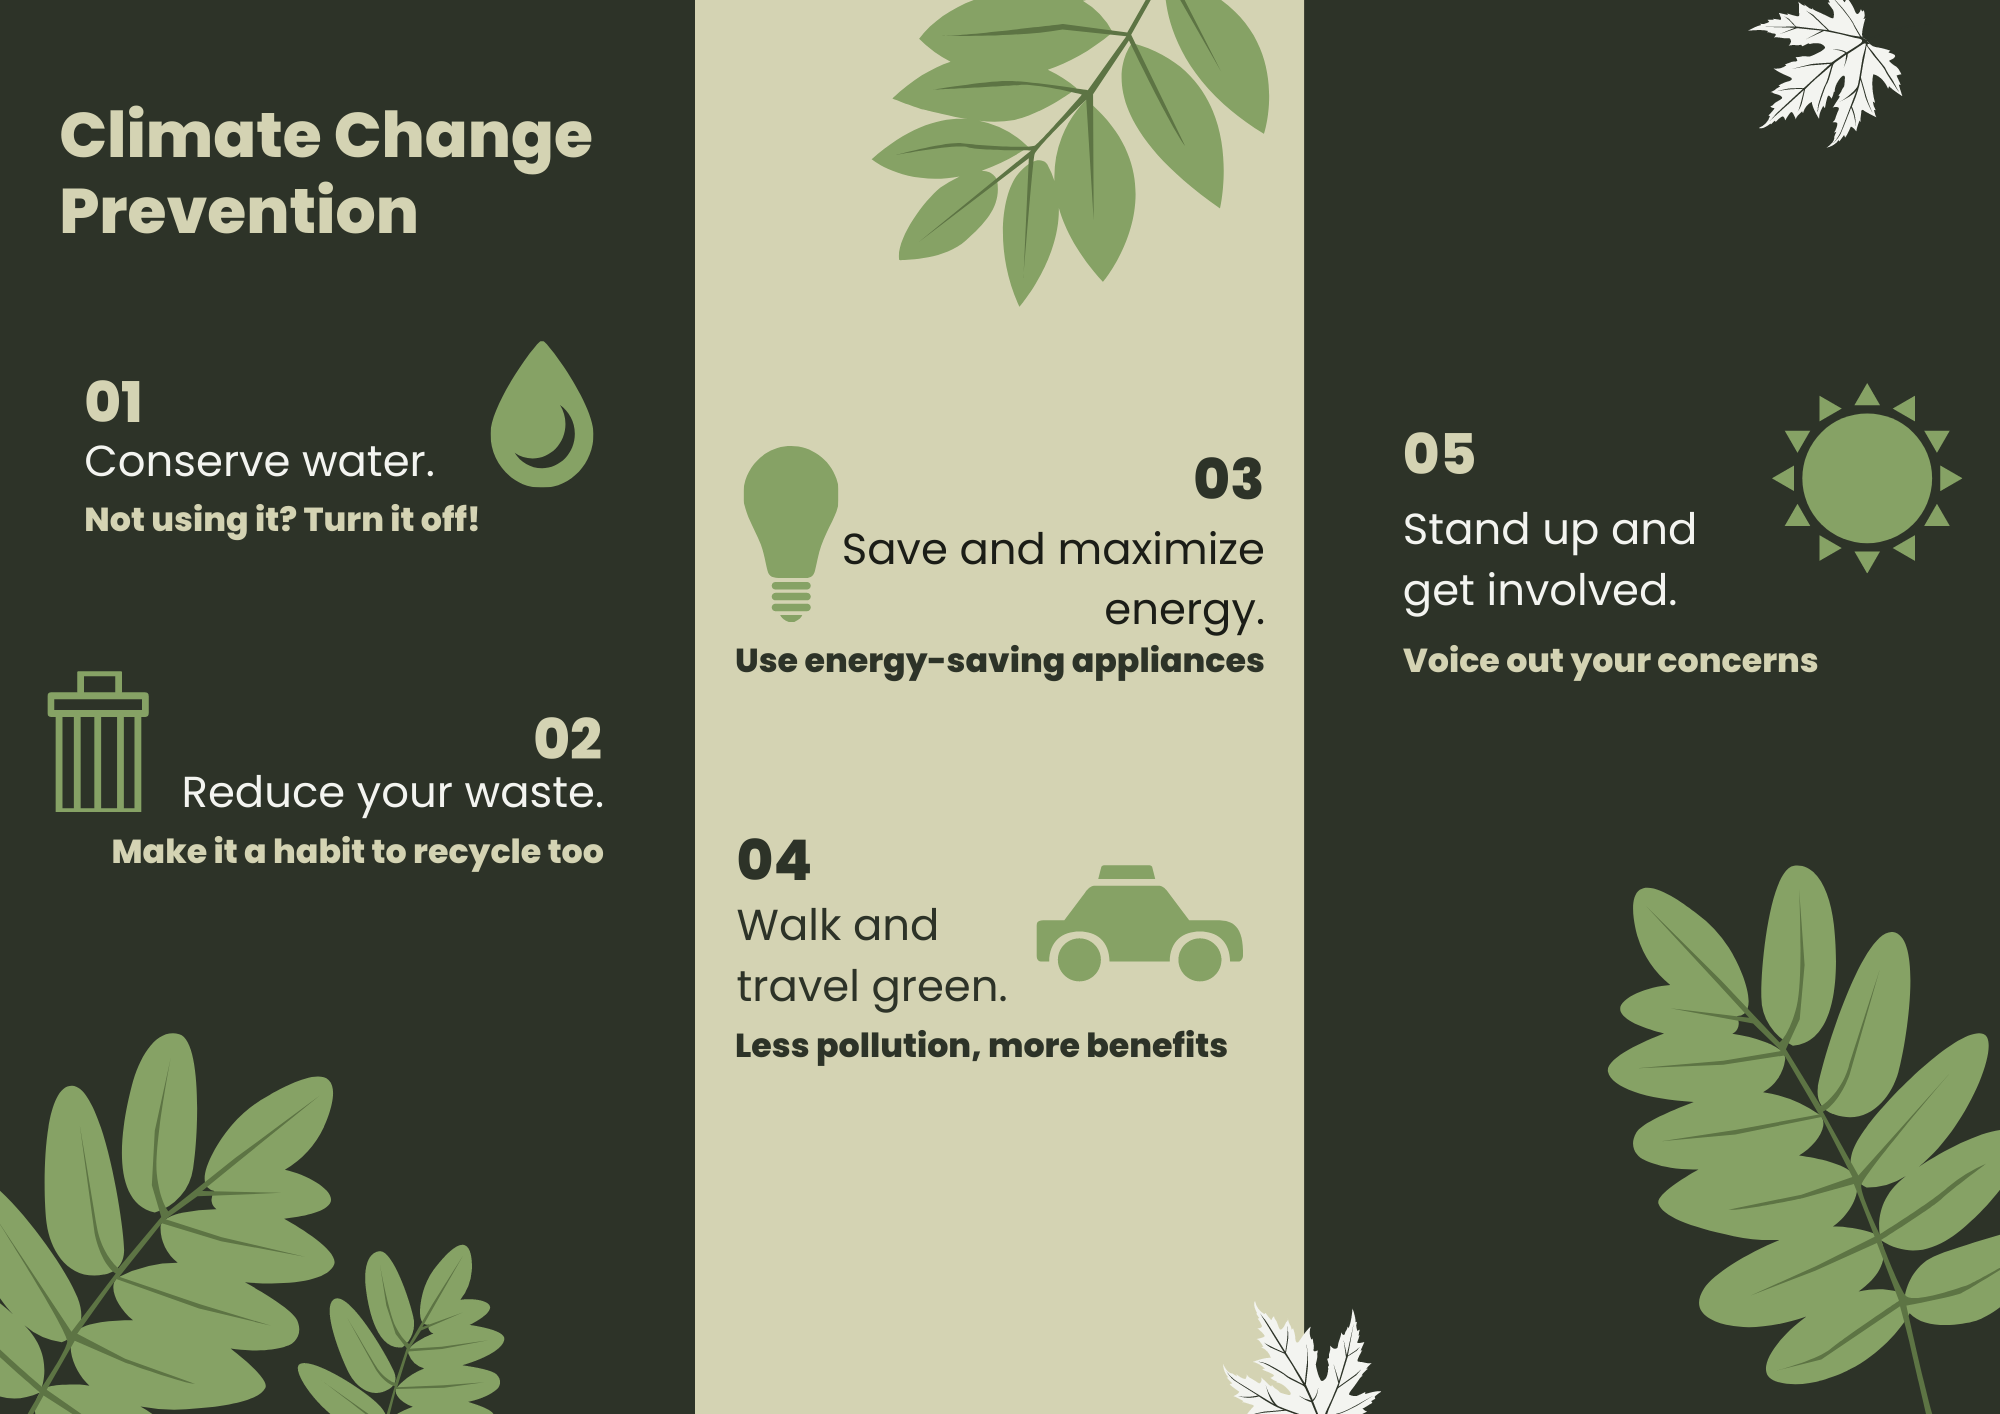 Climate Change
Prevention
01
Conserve water.
Not using it? Turn it off!
02
Reduce your waste.
Make it a habit to recycle too
03
Save and maximize
energy.
Use energy-saving appliances
04
Walk and
travel green.
Less pollution, more benefits
05
Stand up and
get involved.
Voice out your concerns